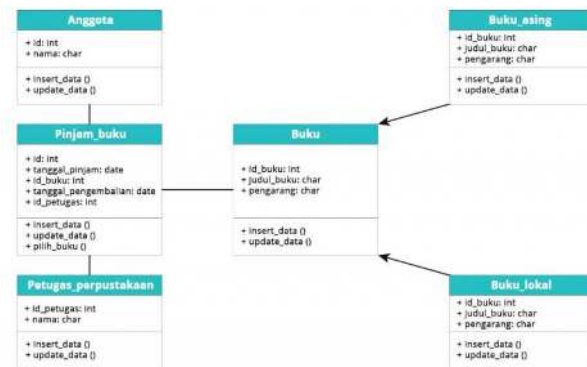 Anggota
+ id: int
+ nama: char
+ insert_data ()
+ update_data ()
Buku_asing
+ id_buku: int
+ judul_buku: char
+ pengarang: char
+ insert_data ()
+ update_data ()
Pinjam_buku
+ id: int
+ tanggal_pinjam: date
+ id_buku: int
+ tanggal_pengembalian: date
+ id_petugas: int
+ insert_data ()
+ update_data ()
+ pilih_buku ()
Buku
+ id_buku: int
+ judul_buku: char
+ pengarang: char
+ insert_data ()
+ update_data ()
Petugas_perpustakaan
+ id_petugas: int
+ nama: char
+ insert_data ()
+ update_data ()
Buku_lokal
+ id_buku: int
+ judul_buku: char
+ pengarang: char
+ insert_data ()
+ update_data ()